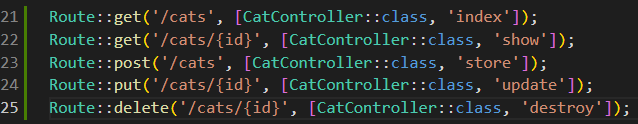 21 Route::get('/cats', [CatController::class, 'index']);
22 Route::get('/cats/{id}', [CatController::class, 'show']);
23 Route::post('/cats', [CatController::class, 'store']);
24 Route::put('/cats/{id}', [CatController::class, 'update']);
25 Route::delete('/cats/{id}', [CatController::class, 'destroy']);